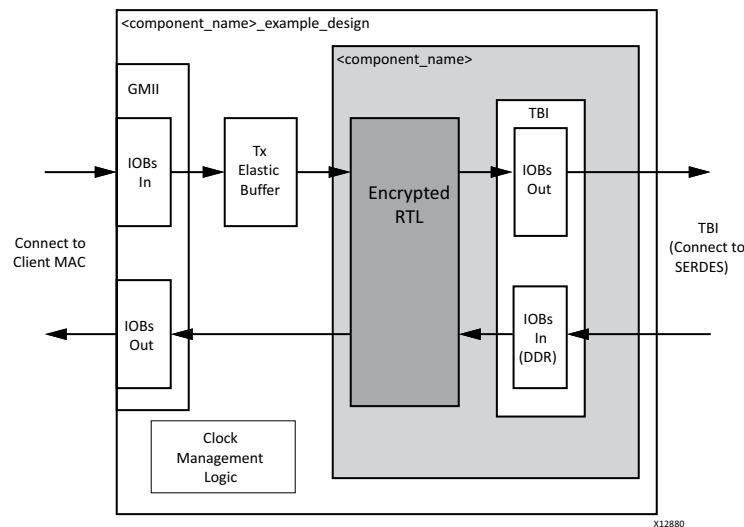 <component_name>_example_design
<component_name>
GMII
TBI
IOBs
In
Tx
Elastic
Buffer
Encrypted
RTL
IOBs
Out
Connect to
Client MAC
TBI
(Connect to
SERDES)
IOBs
Out
IOBs
In
(DDR)
Clock
Management
Logic
X12880